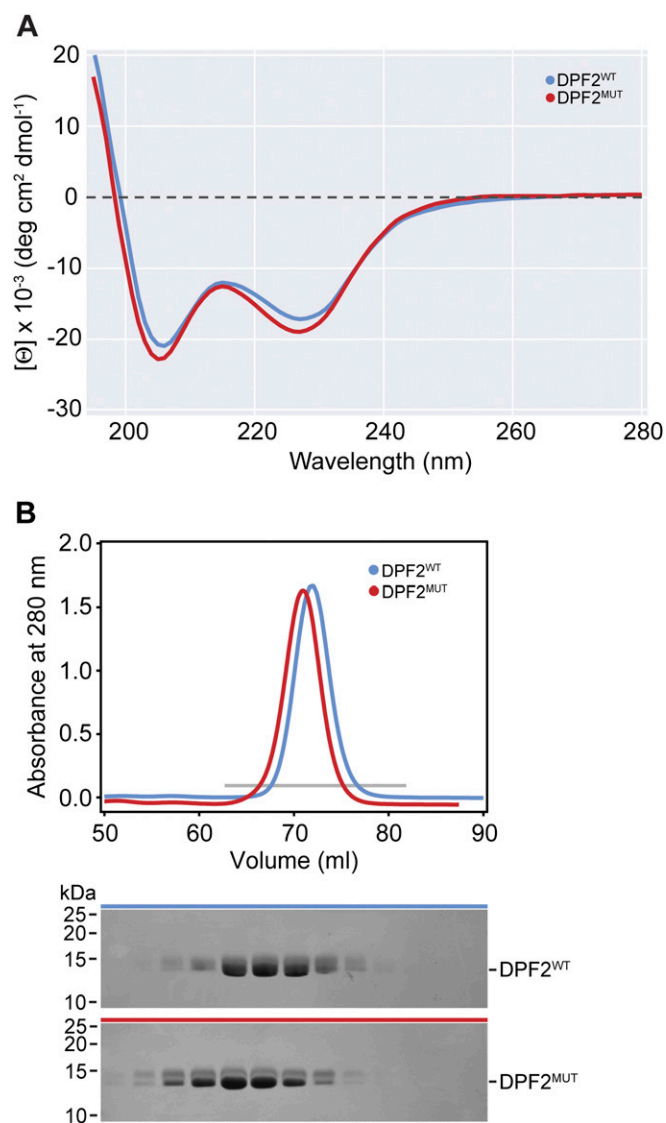 A
20
10
0
-10
-20
-30
[Θ] x 10⁻³ (deg cm² dmol⁻¹)
DPF2ᵂᵀ
DPF2ᴹᵁᵀ
200 220 240 260 280
Wavelength (nm)
B
2.0
1.5
1.0
0.5
0.0
Absorbance at 280 nm
DPF2ᵂᵀ
DPF2ᴹᵁᵀ
50 60 70 80 90
Volume (ml)
kDa
25-
20-
15-
10-
-DPF2ᵂᵀ
25-
20-
15-
10-
-DPF2ᴹᵁᵀ